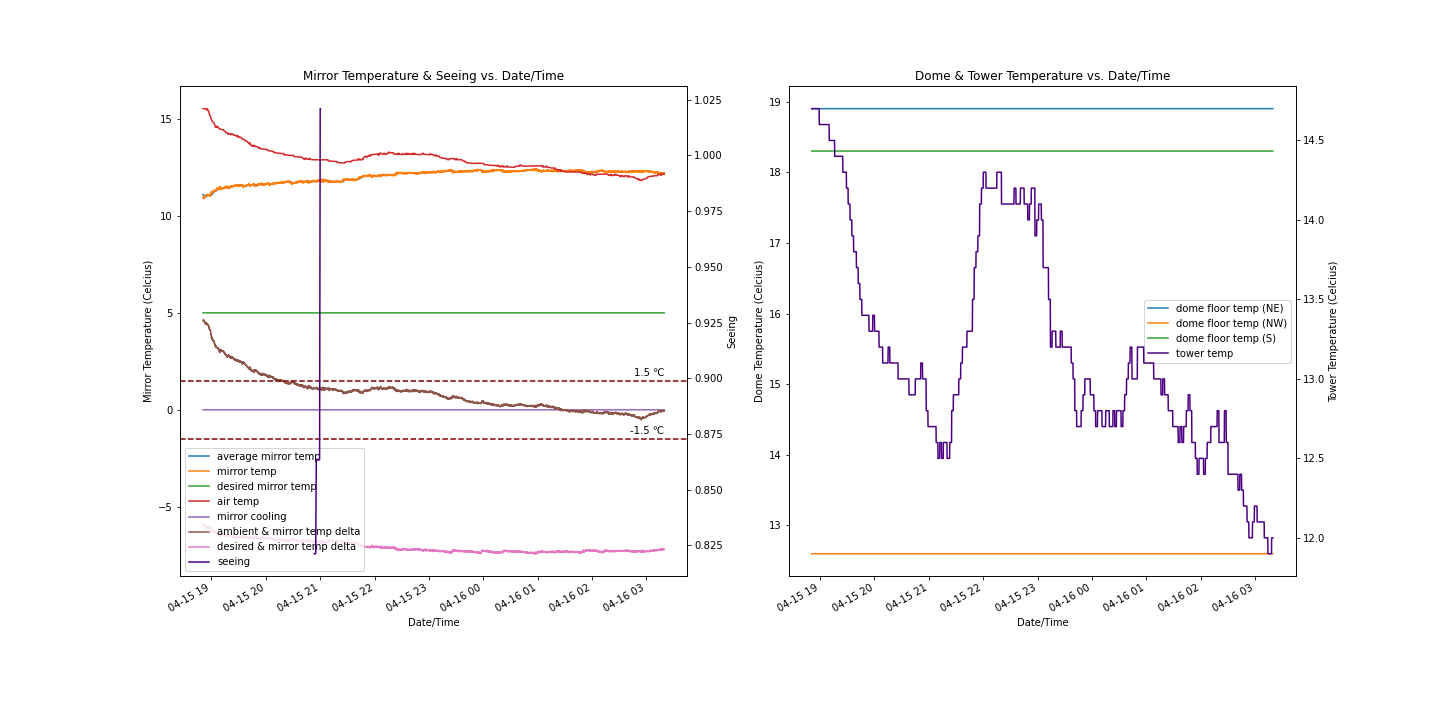 Mirror Temperature & Seeing vs. Date/Time
Mirror Temperature (Celcius)
15
10
5
0
−5
1.025
1.000
0.975
0.950
0.925
0.900
0.875
0.850
0.825
Seeing
1.5 °C
-1.5 °C
average mirror temp
mirror temp
desired mirror temp
air temp
mirror cooling
ambient & mirror temp delta
desired & mirror temp delta
seeing
04-15 19
04-15 20
04-15 21
04-15 22
04-15 23
04-16 00
04-16 01
04-16 02
04-16 03
Date/Time
Dome & Tower Temperature vs. Date/Time
Dome Temperature (Celcius)
19
18
17
16
15
14
13
14.5
14.0
13.5
13.0
12.5
12.0
Tower Temperature (Celcius)
dome floor temp (NE)
dome floor temp (NW)
dome floor temp (S)
tower temp
04-15 19
04-15 20
04-15 21
04-15 22
04-15 23
04-16 00
04-16 01
04-16 02
04-16 03
Date/Time